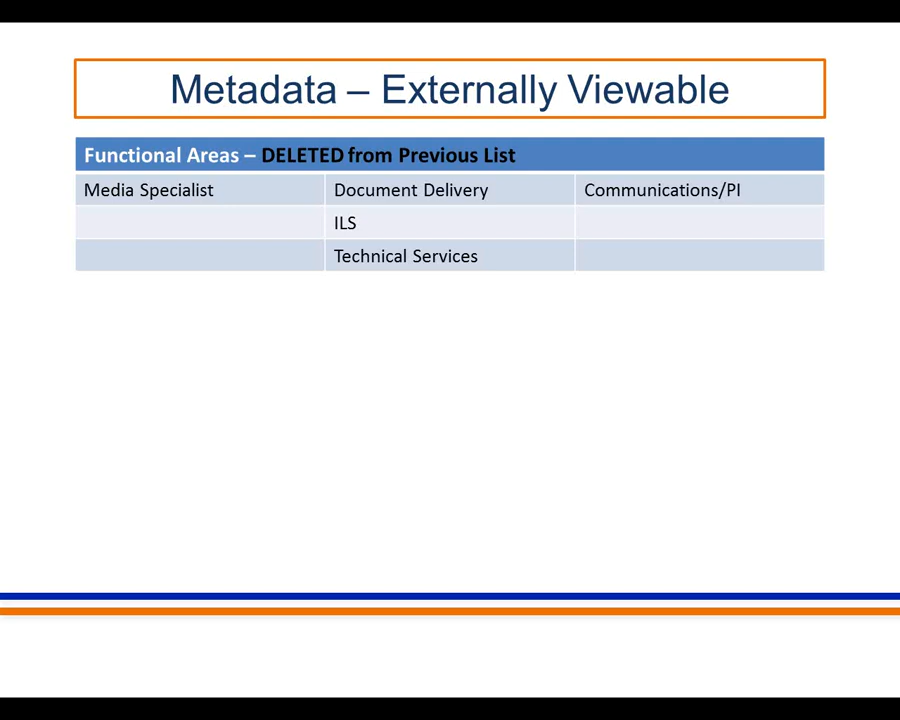 Metadata – Externally Viewable
Functional Areas – DELETED from Previous List
Media Specialist Document Delivery Communications/PI
ILS
Technical Services